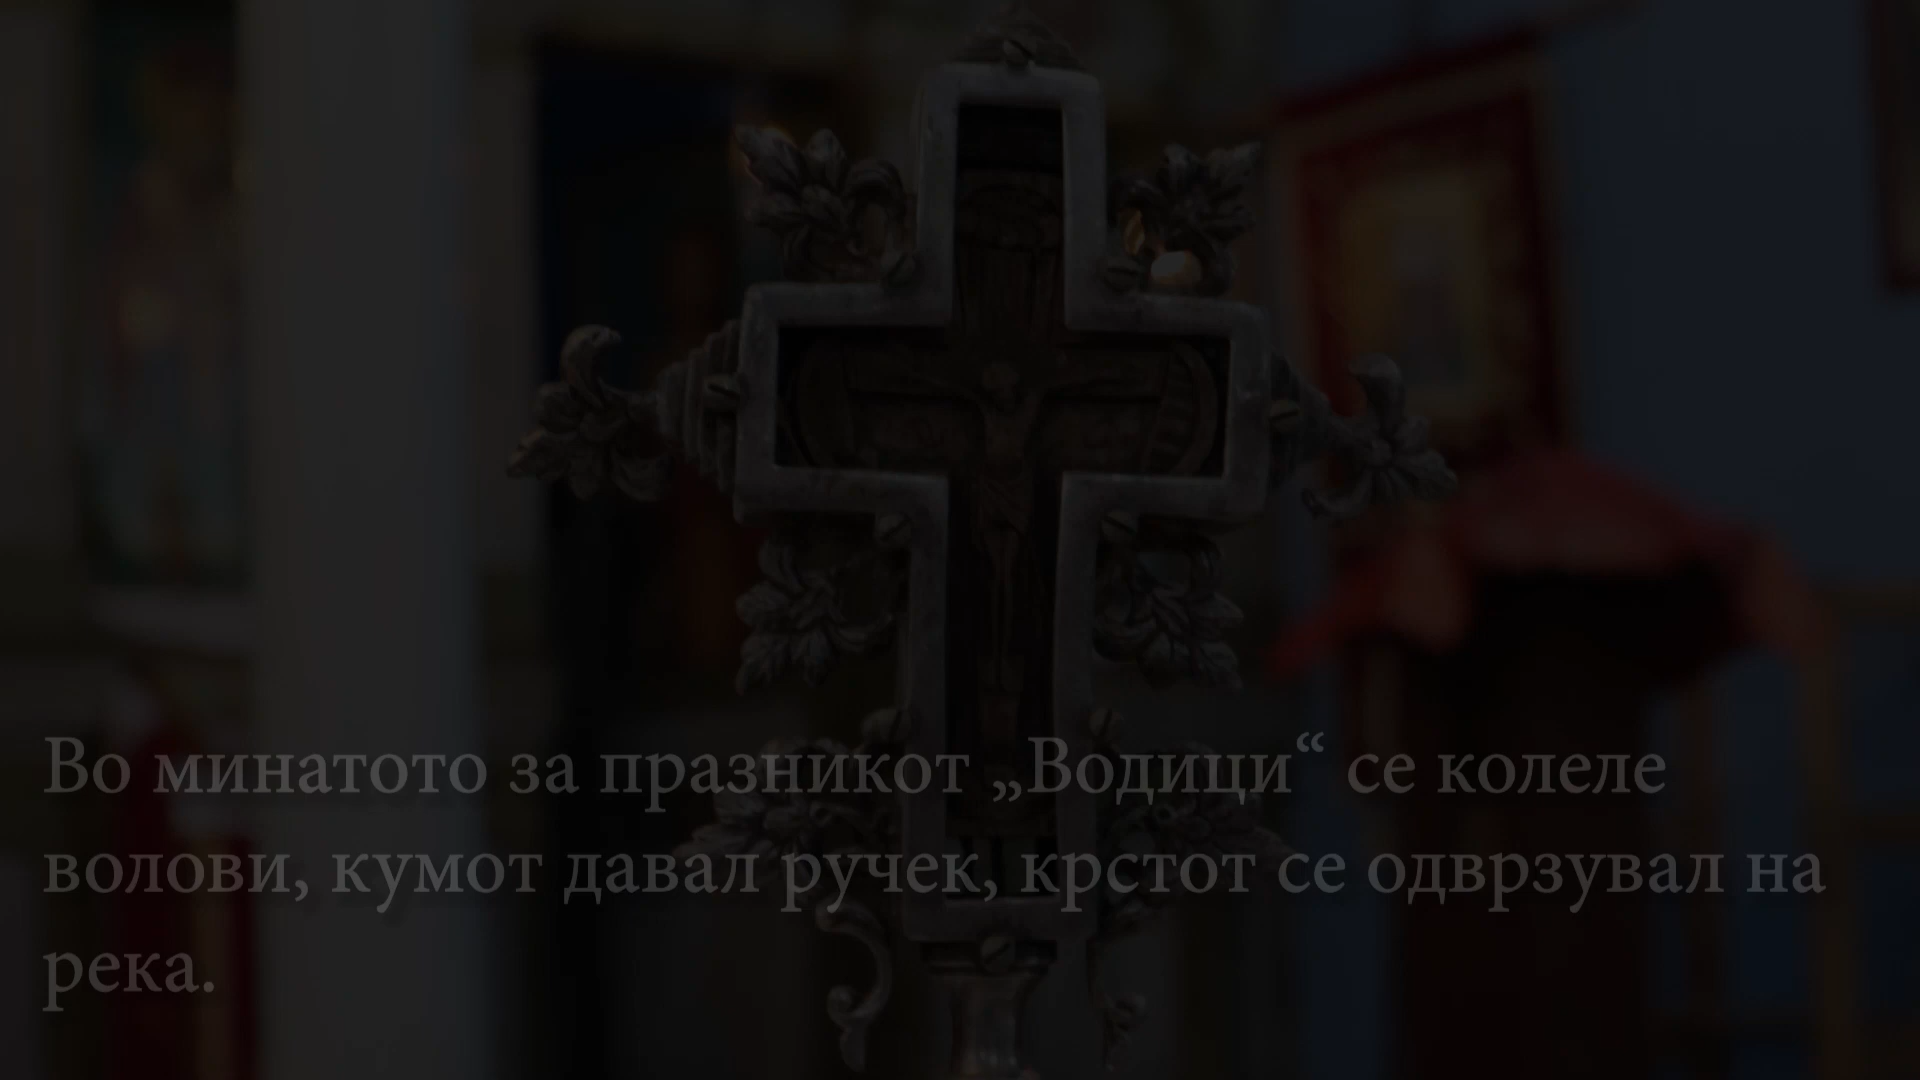 Во минатото за празникот „Водици“ се колеле
волови, кумот давал ручек, крстот се одврзувал на
река.